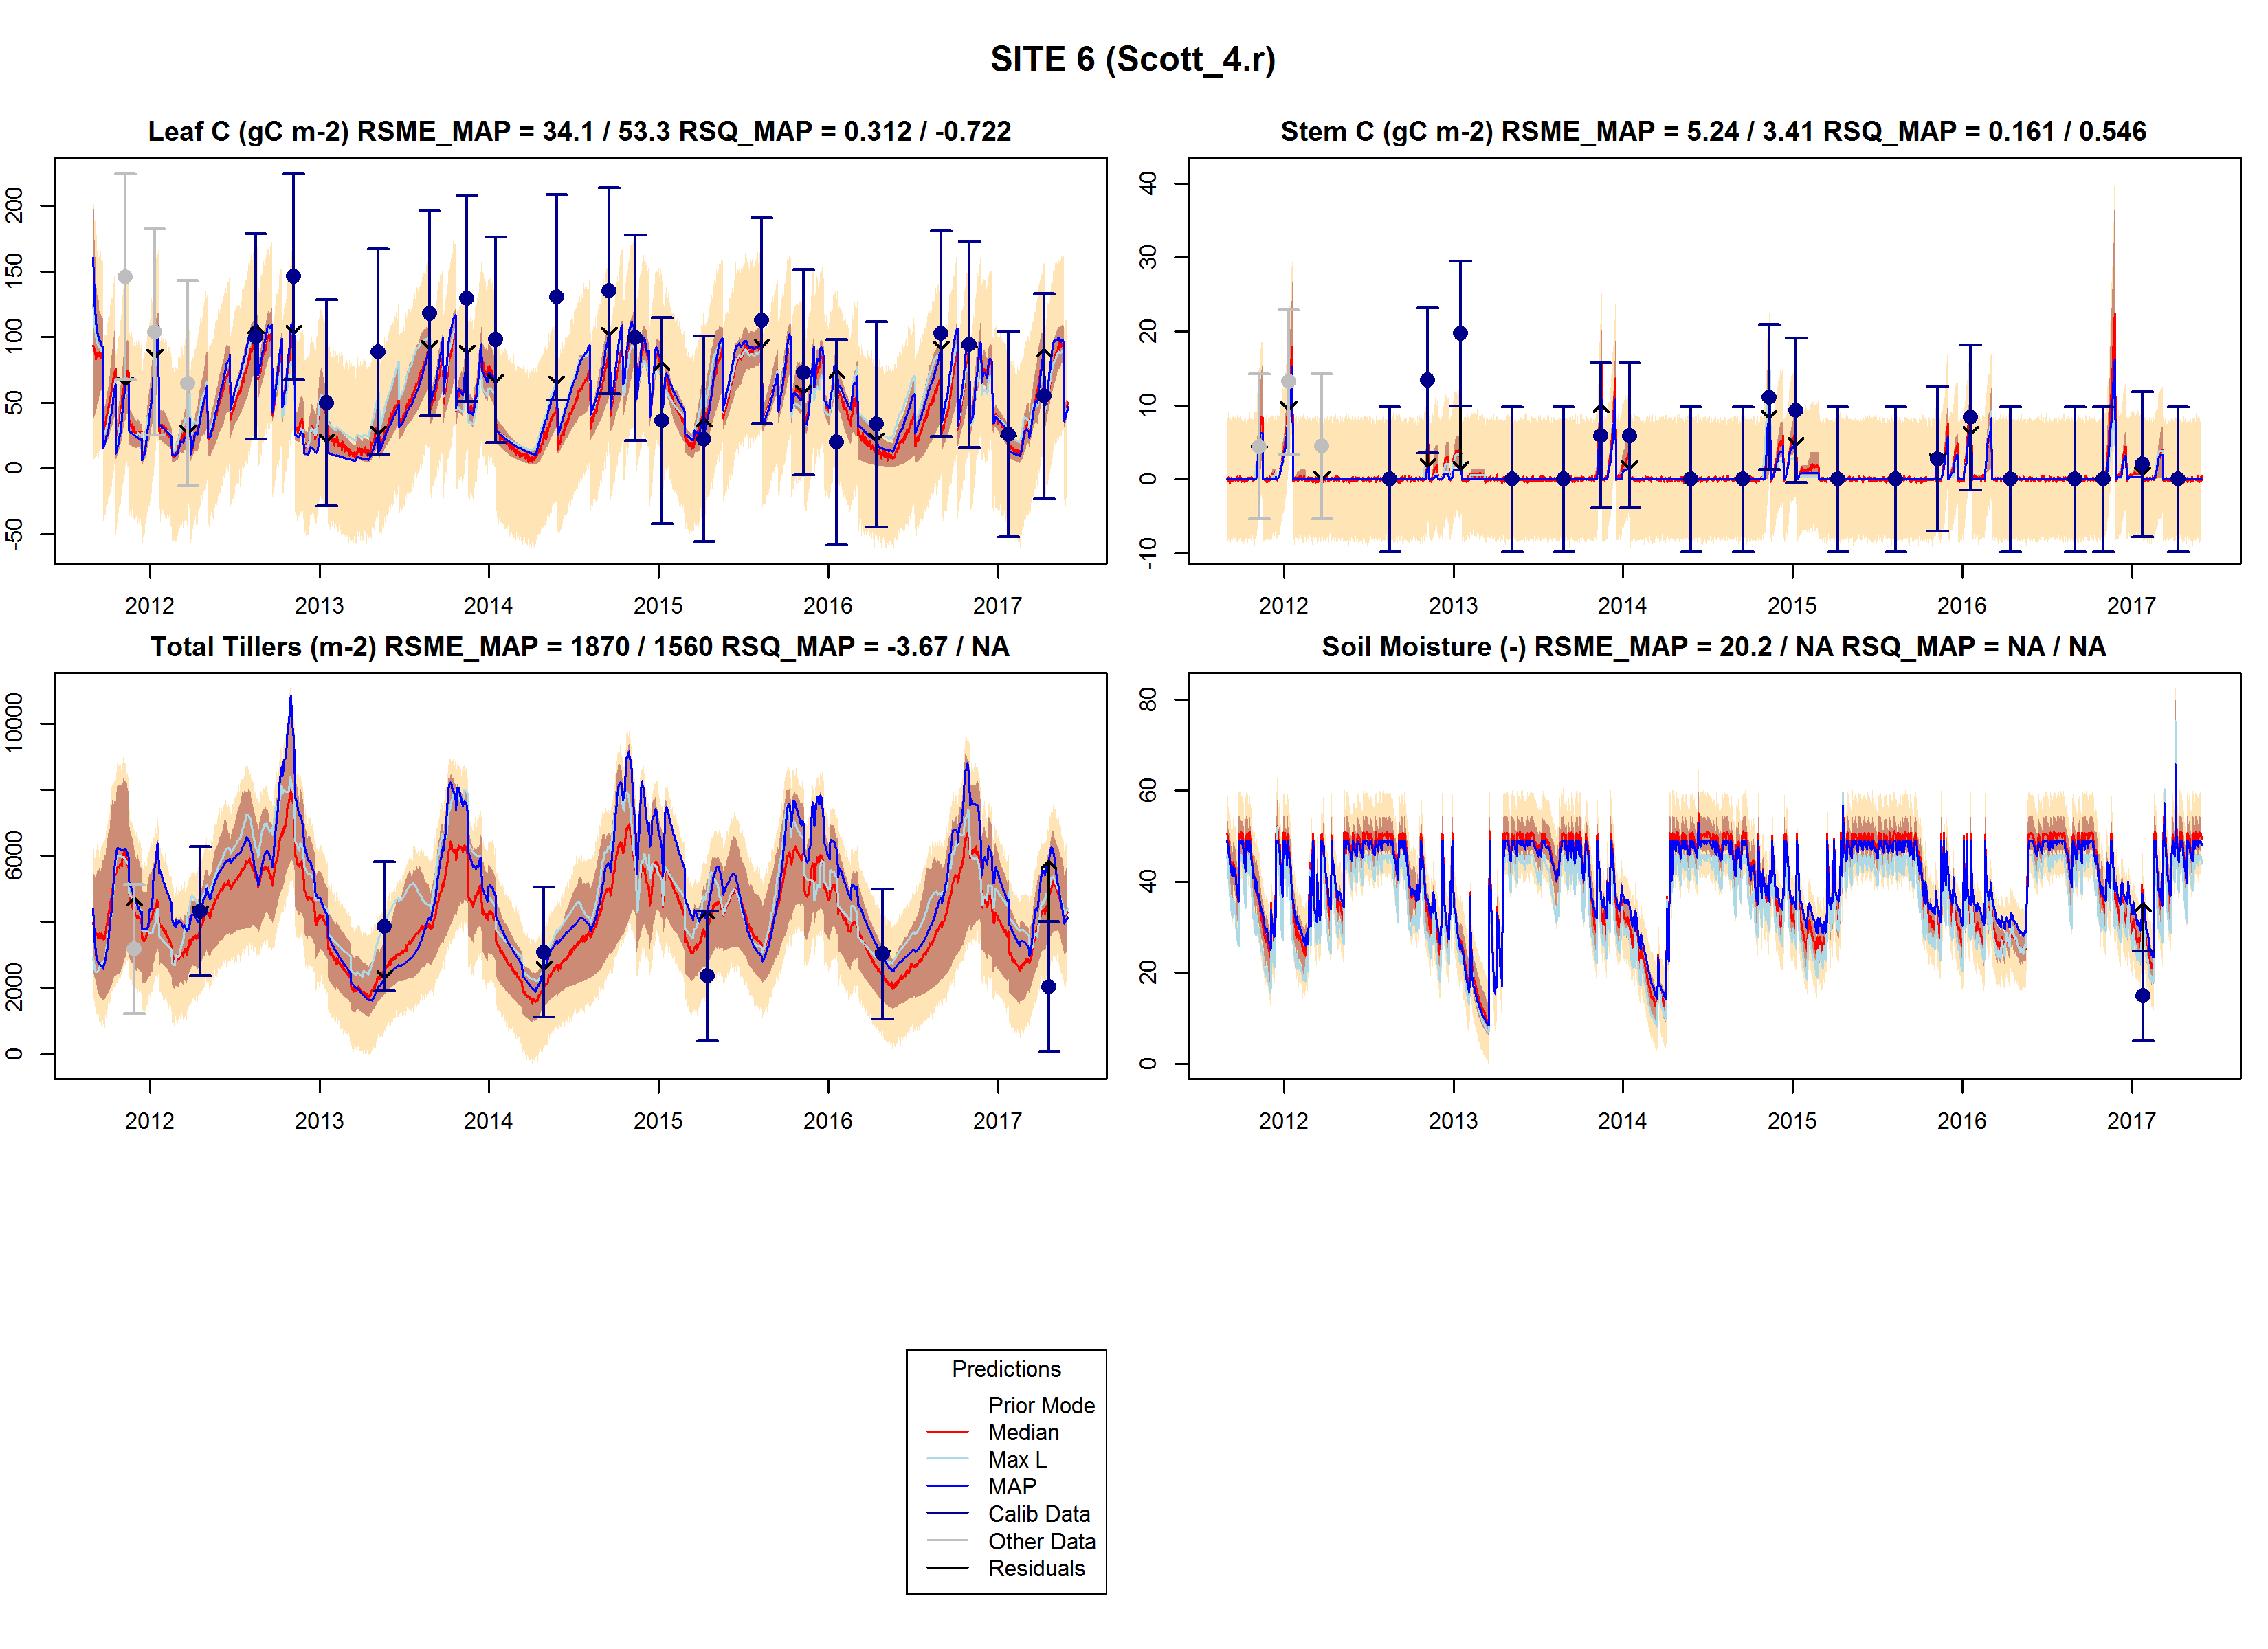 SITE 6 (Scott_4.r)
Leaf C (gC m-2) RSME_MAP = 34.1 / 53.3 RSQ_MAP = 0.312 / -0.722
200
150
100
50
0
-50
2012 2013 2014 2015 2016 2017
Stem C (gC m-2) RSME_MAP = 5.24 / 3.41 RSQ_MAP = 0.161 / 0.546
40
30
20
10
0
-10
2012 2013 2014 2015 2016 2017
Total Tillers (m-2) RSME_MAP = 1870 / 1560 RSQ_MAP = -3.67 / NA
10000
6000
2000
0
2012 2013 2014 2015 2016 2017
Soil Moisture (-) RSME_MAP = 20.2 / NA RSQ_MAP = NA / NA
80
60
40
20
0
2012 2013 2014 2015 2016 2017
Predictions
Prior Mode
Median
Max L
MAP
Calib Data
Other Data
Residuals